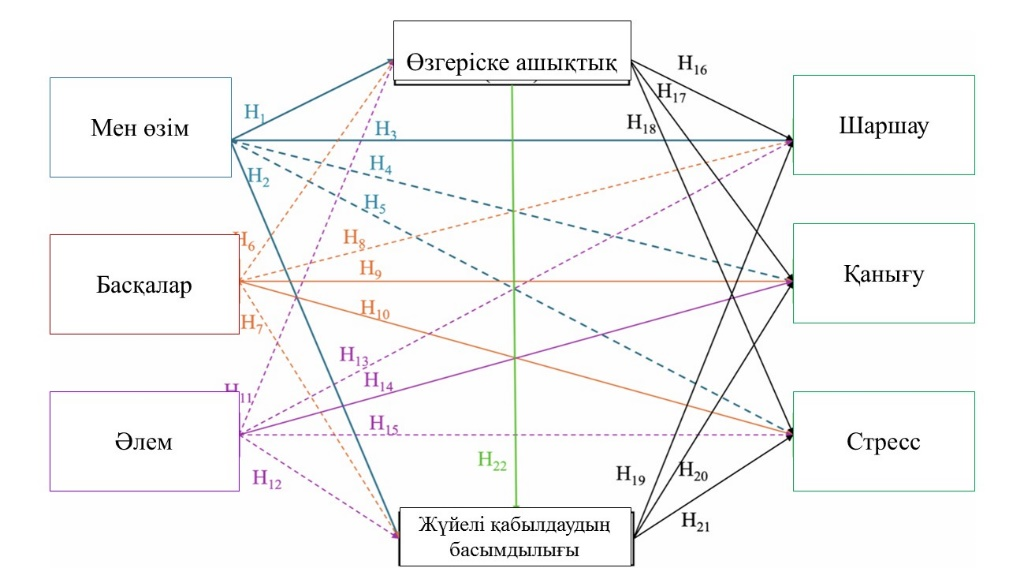 Өзгеріске ашықтық
Мен өзім
Шаршау
Басқалар
Қанығу
Әлем
Стресс
Жүйелі қабылдаудың
басымдылығы
H1
H2
H3
H4
H5
H6
H7
H8
H9
H10
H11
H12
H13
H14
H15
H16
H17
H18
H19
H20
H21
H22